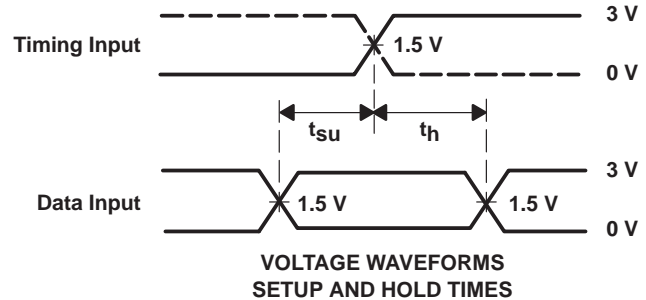 3 V
Timing Input
1.5 V
0 V
tsu
th
3 V
Data Input
1.5 V
1.5 V
0 V
VOLTAGE WAVEFORMS
SETUP AND HOLD TIMES